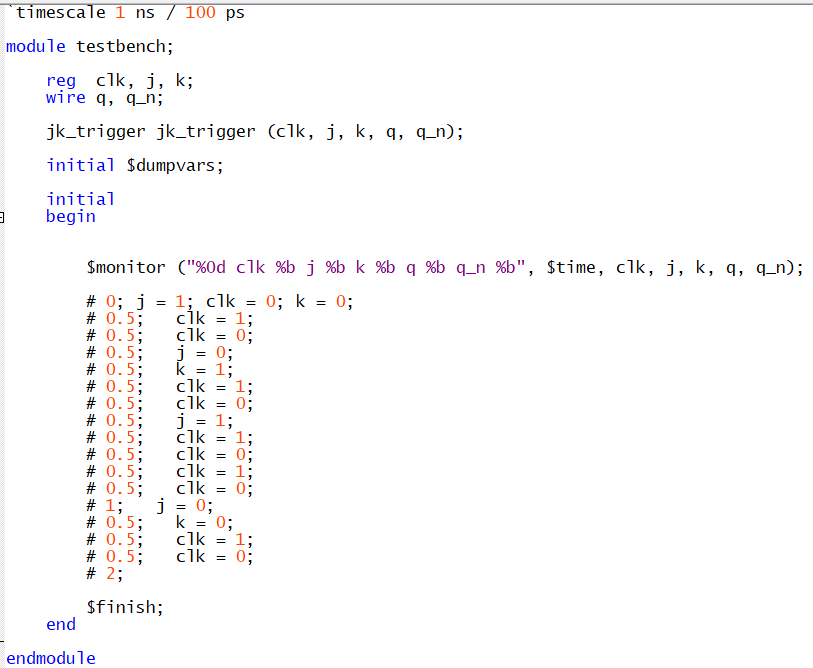 `timescale 1 ns / 100 ps
module testbench;
reg  clk, j, k;
wire q, q_n;
jk_trigger jk_trigger (clk, j, k, q, q_n);
initial $dumpvars;
initial
begin
$monitor ("%0d clk %b j %b k %b q %b q_n %b", $time, clk, j, k, q, q_n);
# 0; j = 1; clk = 0; k = 0;
# 0.5;   clk = 1;
# 0.5;   clk = 0;
# 0.5;   j = 0;
# 0.5;   k = 1;
# 0.5;   clk = 1;
# 0.5;   clk = 0;
# 0.5;   j = 1;
# 0.5;   clk = 1;
# 0.5;   clk = 0;
# 0.5;   clk = 1;
# 0.5;   clk = 0;
# 1;   j = 0;
# 0.5;   k = 0;
# 0.5;   clk = 1;
# 0.5;   clk = 0;
# 2;
$finish;
end
endmodule